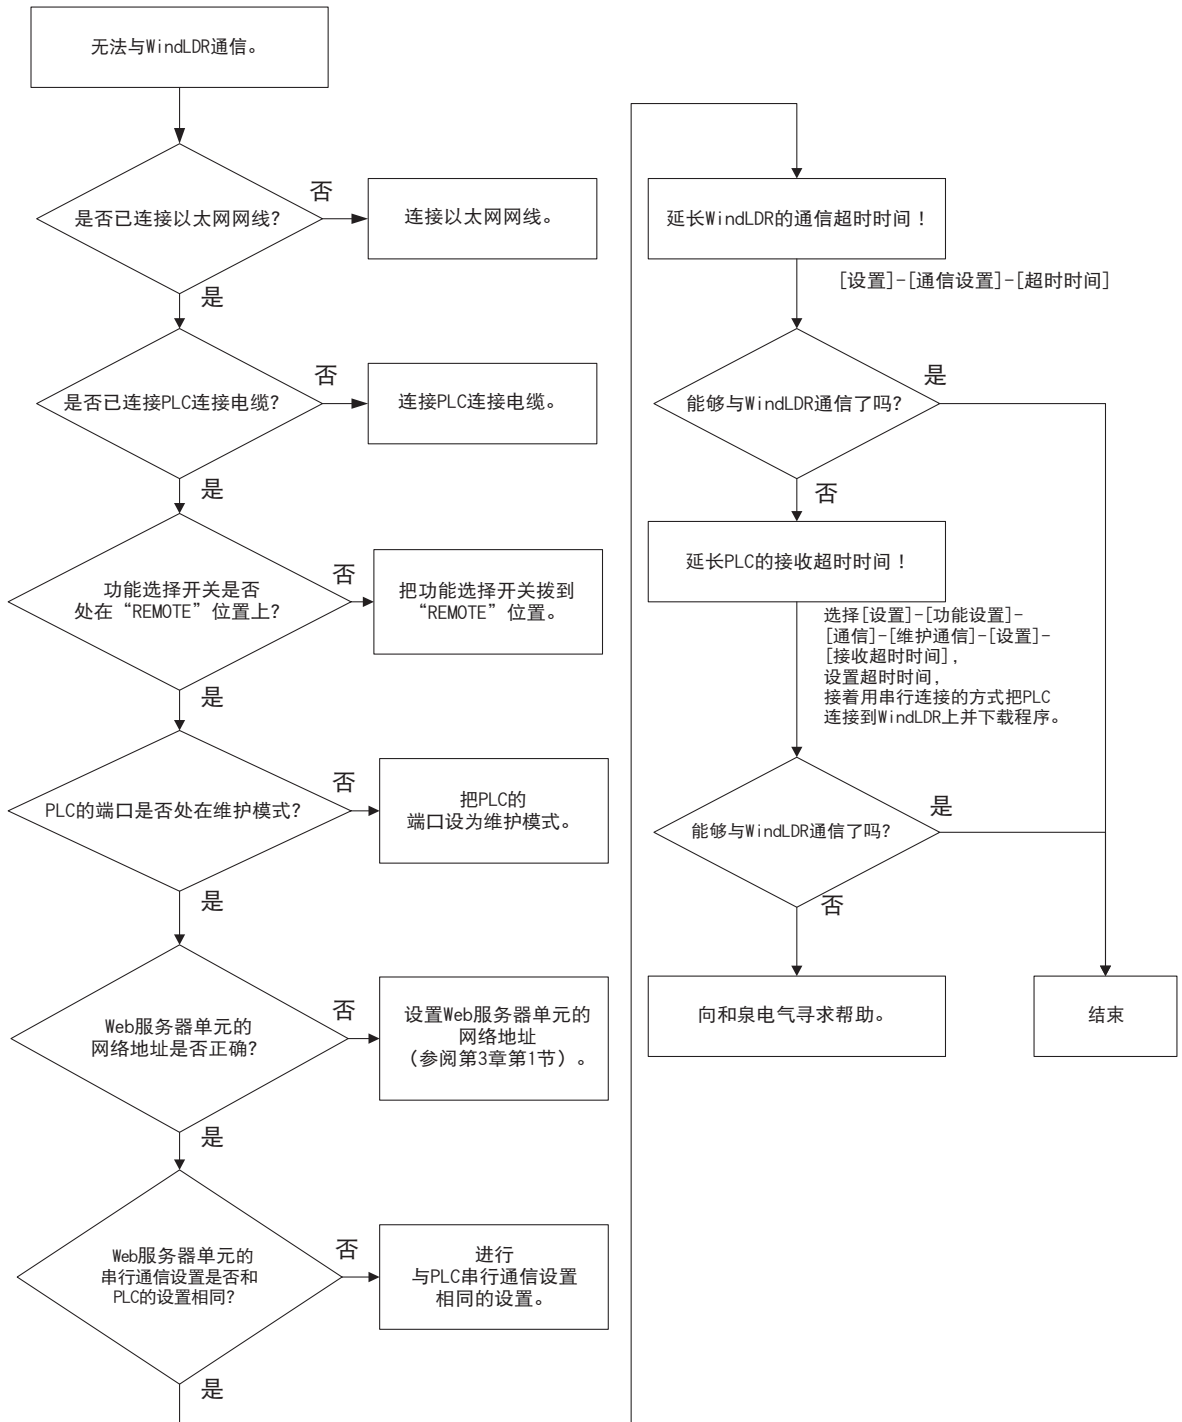 无法与WindLDR通信。
是否已连接以太网网线?
否
连接以太网网线。
是
是否已连接PLC连接电缆?
否
连接PLC连接电缆。
是
功能选择开关是否
处在“REMOTE”位置上?
否
把功能选择开关拨到
“REMOTE”位置。
是
PLC的端口是否处在维护模式?
否
把PLC的
端口设为维护模式。
是
Web服务器单元的
网络地址是否正确?
否
设置Web服务器单元的
网络地址
（参阅第3章第1节）。
是
Web服务器单元的
串行通信设置是否和
PLC的设置相同?
否
进行
与PLC串行通信设置
相同的设置。
是
延长WindLDR的通信超时时间！
[设置]-[通信设置]-[超时时间]
能够与WindLDR通信了吗?
是
否
延长PLC的接收超时时间！
选择[设置]-[功能设置]-
[通信]-[维护通信]-[设置]-
[接收超时时间],
设置超时时间,
接着用串行连接的方式把PLC
连接到WindLDR上并下载程序。
能够与WindLDR通信了吗?
是
否
向和泉电气寻求帮助。
结束